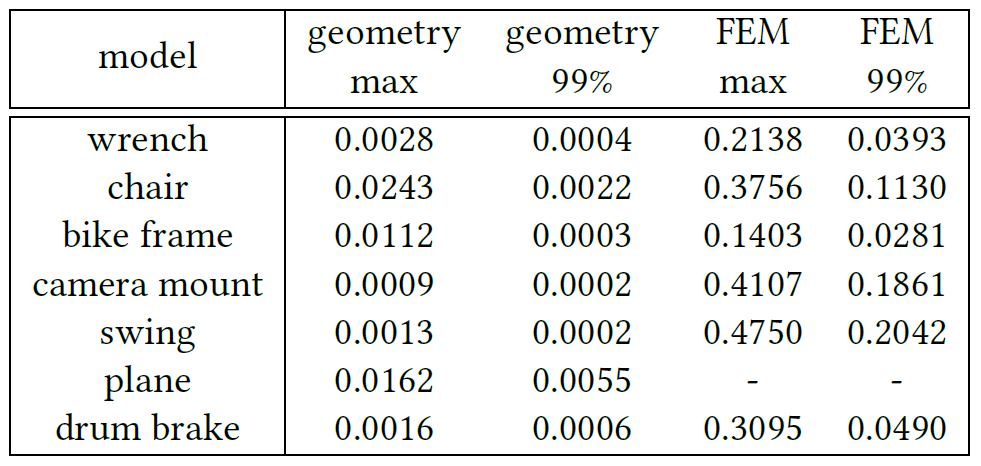 model geometry max geometry 99% FEM max FEM 99%
wrench 0.0028 0.0004 0.2138 0.0393
chair 0.0243 0.0022 0.3756 0.1130
bike frame 0.0112 0.0003 0.1403 0.0281
camera mount 0.0009 0.0002 0.4107 0.1861
swing 0.0013 0.0002 0.4750 0.2042
plane 0.0162 0.0055 - -
drum brake 0.0016 0.0006 0.3095 0.0490